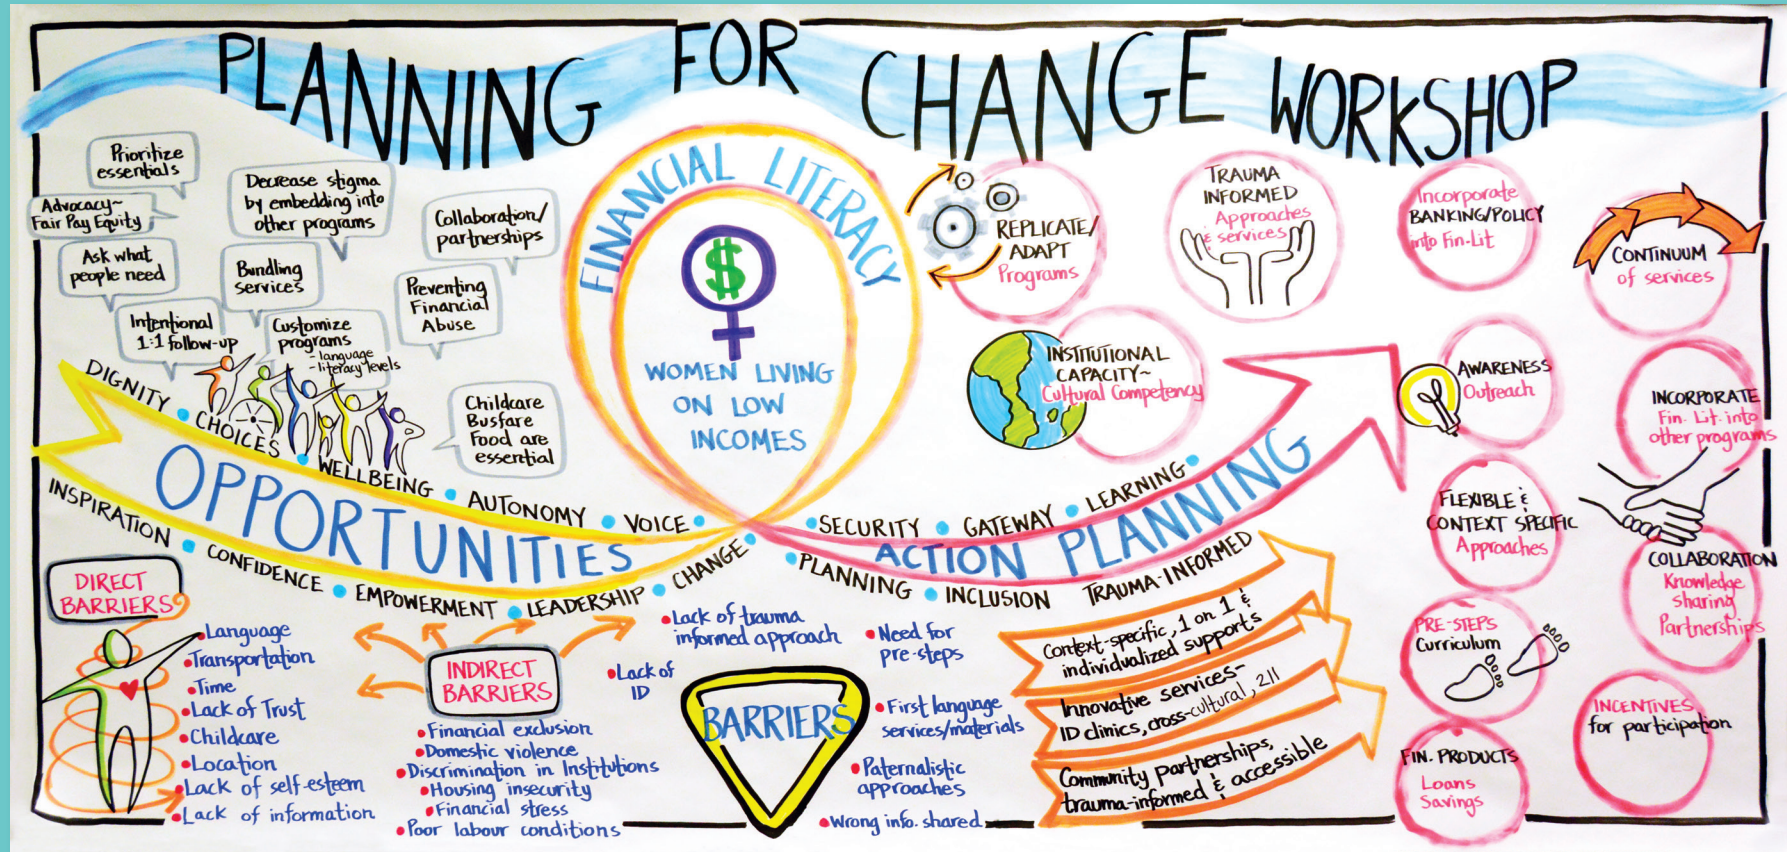 PLANNING FOR CHANGE WORKSHOP
Prioritize
essentials
Advocacy~
Fair Pay Equity
Ask what
people need
Intentional
1:1 follow-up
Decrease stigma
by embedding into
other programs
Bundling
services
Customize
programs
- language
- literacy levels
Collaboration/
partnerships
Preventing
Financial
Abuse
Childcare
Busfare
Food are
essential
FINANCIAL LITERACY
$
WOMEN LIVING
ON LOW
INCOMES
DIGNITY • CHOICES • WELLBEING • AUTONOMY • VOICE •
OPPORTUNITIES
INSPIRATION • CONFIDENCE • EMPOWERMENT • LEADERSHIP • CHANGE •
• SECURITY • GATEWAY • LEARNING •
ACTION PLANNING
• PLANNING • INCLUSION
TRAUMA-INFORMED
REPLICATE/
ADAPT
Programs
TRAUMA
INFORMED
Approaches
& services
INSTITUTIONAL
CAPACITY~
Cultural Competency
Incorporate
BANKING/POLICY
into Fin-Lit
CONTINUUM
of services
AWARENESS
Outreach
INCORPORATE
Fin. Lit. into
other programs
FLEXIBLE &
CONTEXT SPECIFIC
Approaches
COLLABORATION
Knowledge
Sharing
Partnerships
PRE-STEPS
Curriculum
INCENTIVES
for participation
FIN. PRODUCTS
Loans
Savings
DIRECT
BARRIERS
• Language
• Transportation
• Time
• Lack of Trust
• Childcare
• Location
• Lack of self-esteem
• Lack of information
INDIRECT
BARRIERS
• Financial exclusion
• Domestic violence
• Discrimination in Institutions
• Housing insecurity
• Financial stress
• Poor labour conditions
• Lack of trauma
informed approach
• Lack of
ID
BARRIERS
• Need for
pre-steps
• First language
services/materials
• Paternalistic
approaches
• Wrong info. shared
Context-specific, 1 on 1 &
individualized supports
Innovative services-
ID clinics, cross-cultural, 211
Community partnerships,
trauma-informed & accessible